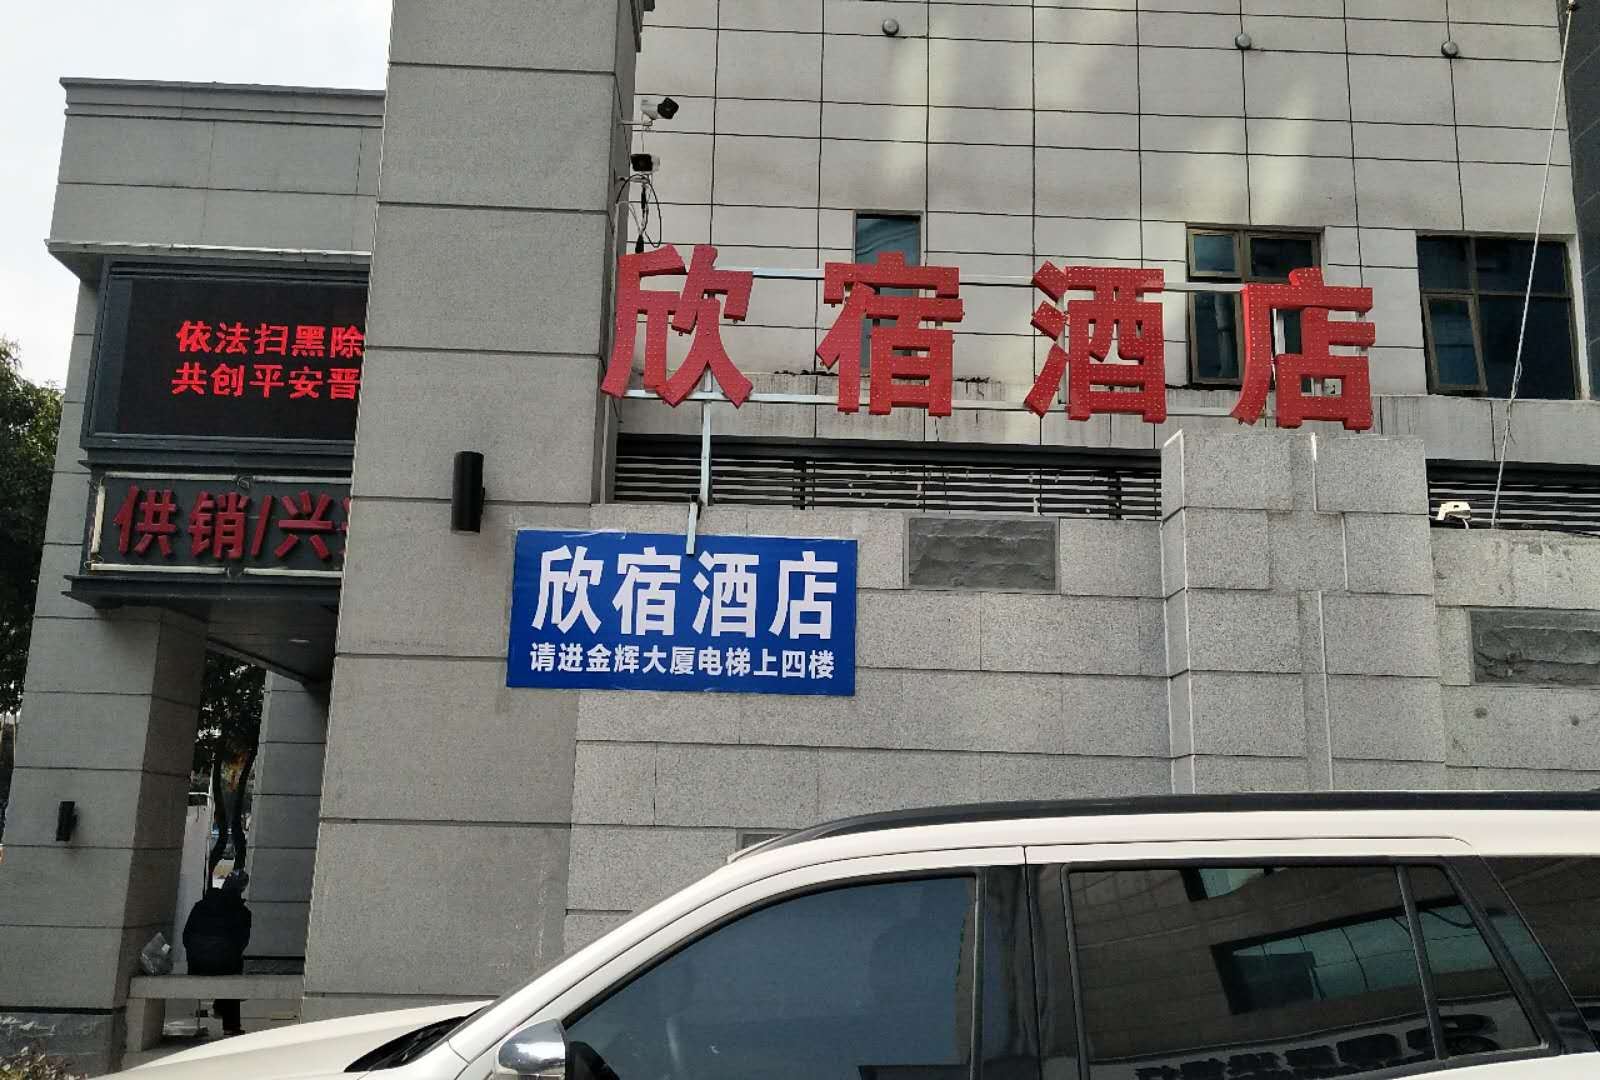 欣宿酒店
依法扫黑除
共创平安晋
供销/兴
欣宿酒店
请进金辉大厦电梯上四楼